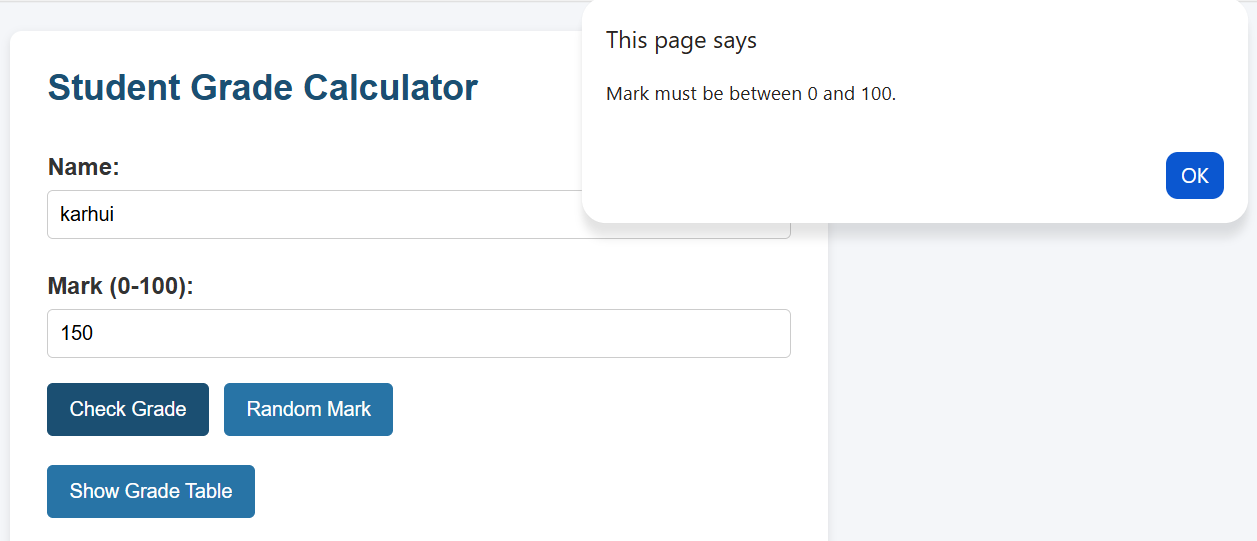 This page says
Mark must be between 0 and 100.
OK
Student Grade Calculator
Name:
karhui
Mark (0-100):
150
Check Grade
Random Mark
Show Grade Table